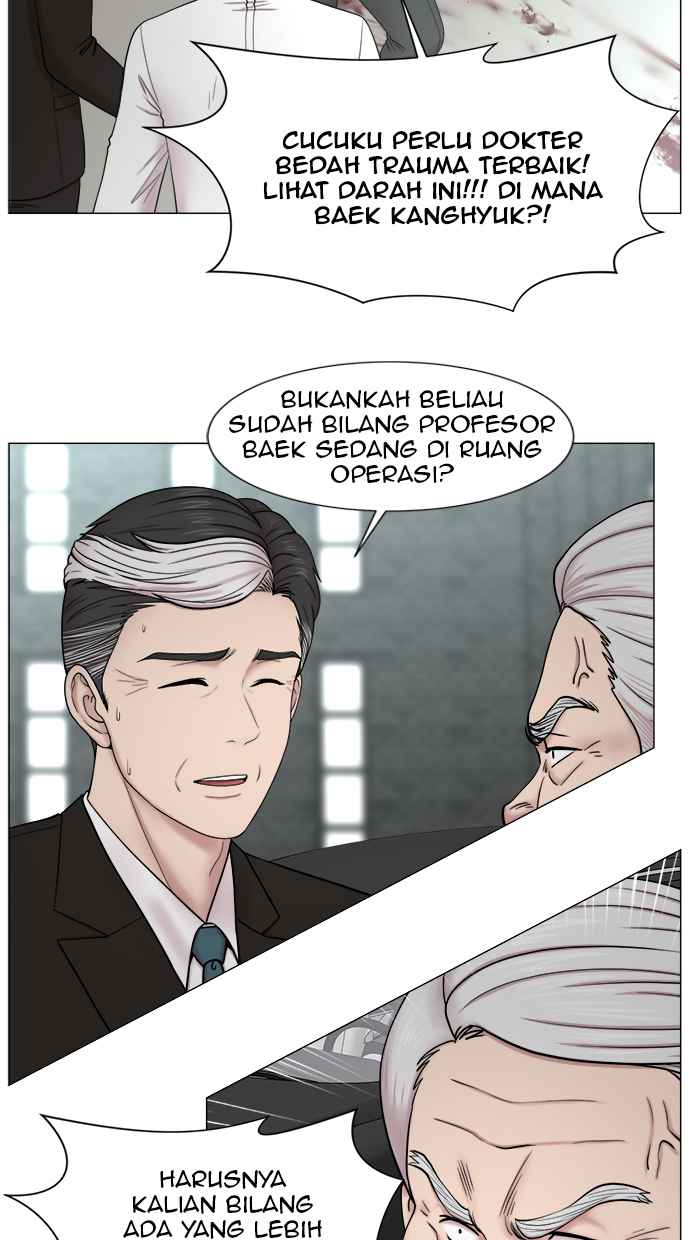 CUCUKU PERLU DOKTER
BEDAH TRAUMA TERBAIK!
LIHAT DARAH INI!!! DI MANA
BAEK KANGHYUK?!
BUKANKAH BELIAU
SUDAH BILANG PROFESOR
BAEK SEDANG DI RUANG
OPERASI?
HARUSNYA
KALIAN BILANG
ADA YANG LEBIH